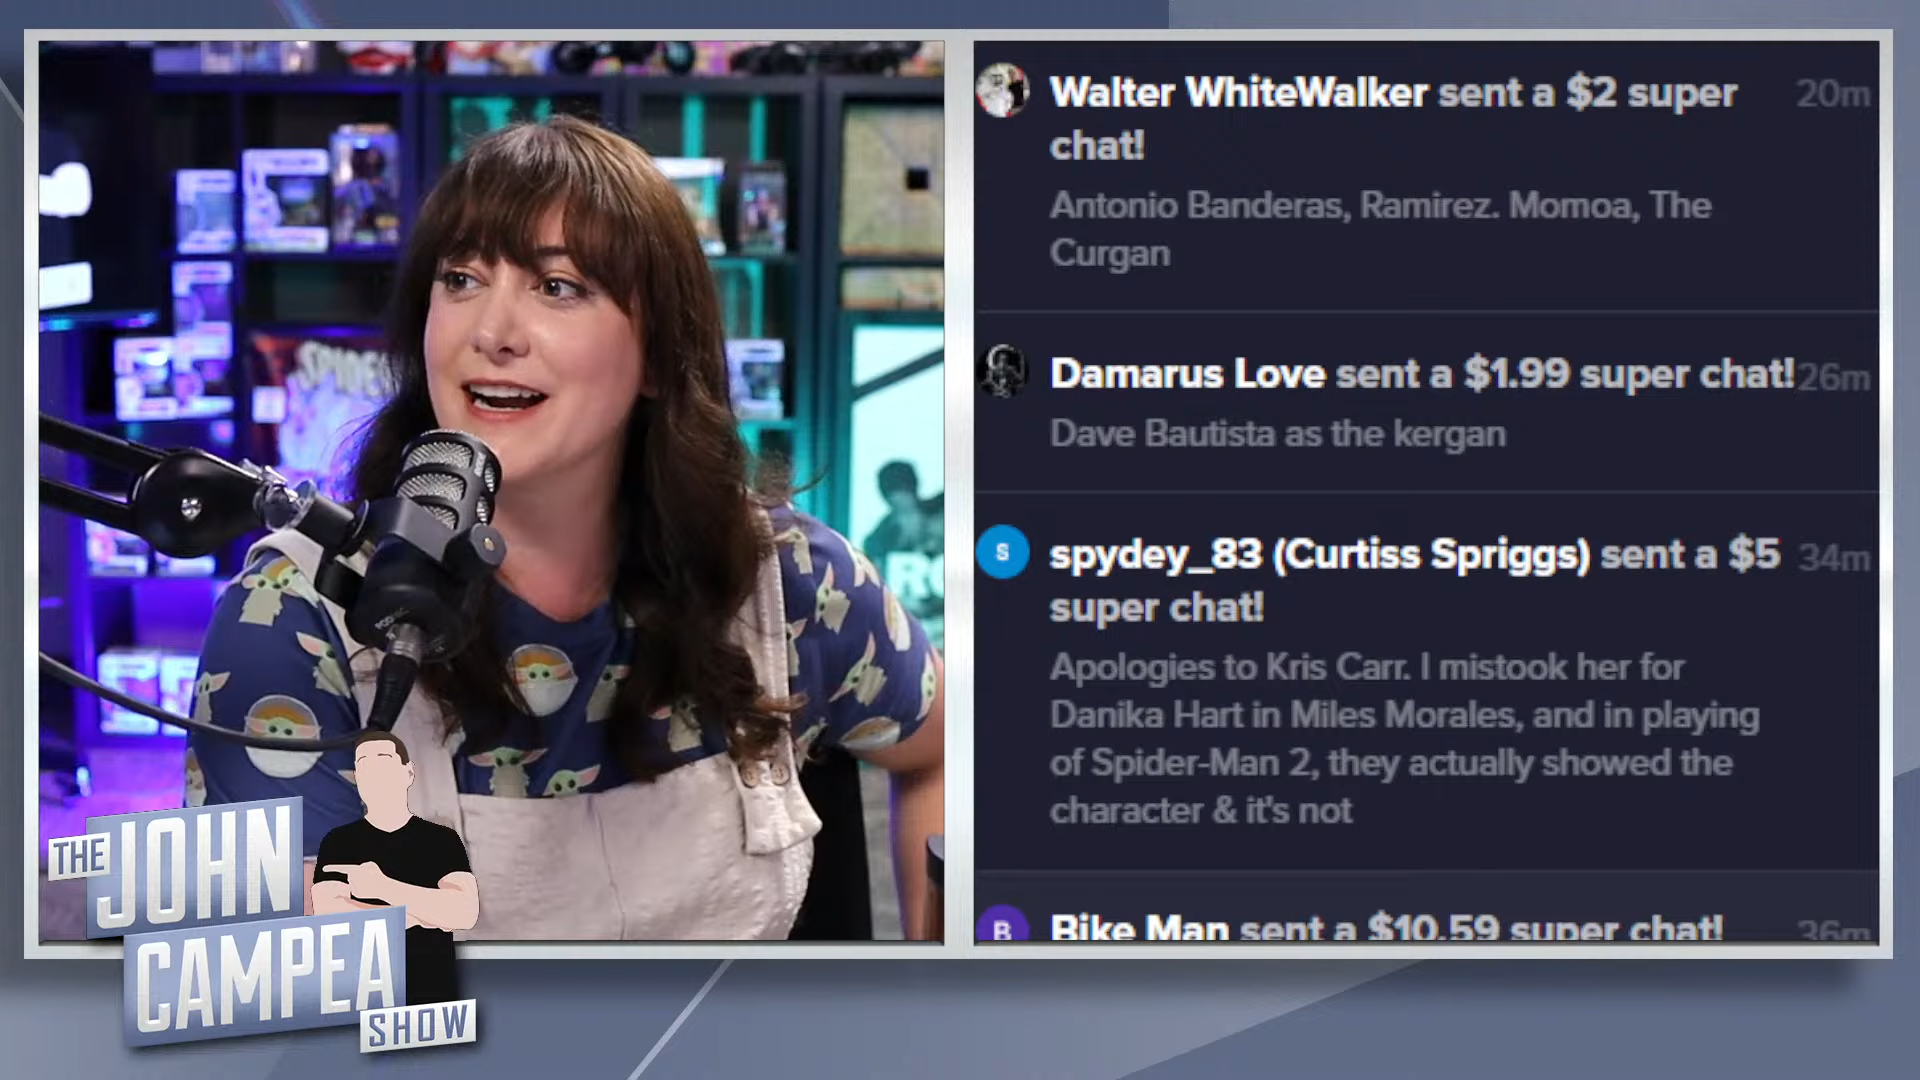 Walter WhiteWalker sent a $2 super
20m
chat!
Antonio Banderas, Ramirez. Momoa, The
Curgan
Damarus Love sent a $1.99 super chat!
26m
Dave Bautista as the kergan
S
spydey_83 (Curtiss Spriggs) sent a $5
34m
super chat!
Apologies to Kris Carr. I mistook her for
Danika Hart in Miles Morales, and in playing
of Spider-Man 2, they actually showed the
character & it's not
B
Bike Man sent a $10.59 super chat!
36m
SPIDE
RO
THE
JOHN
CAMPEA
SHOW